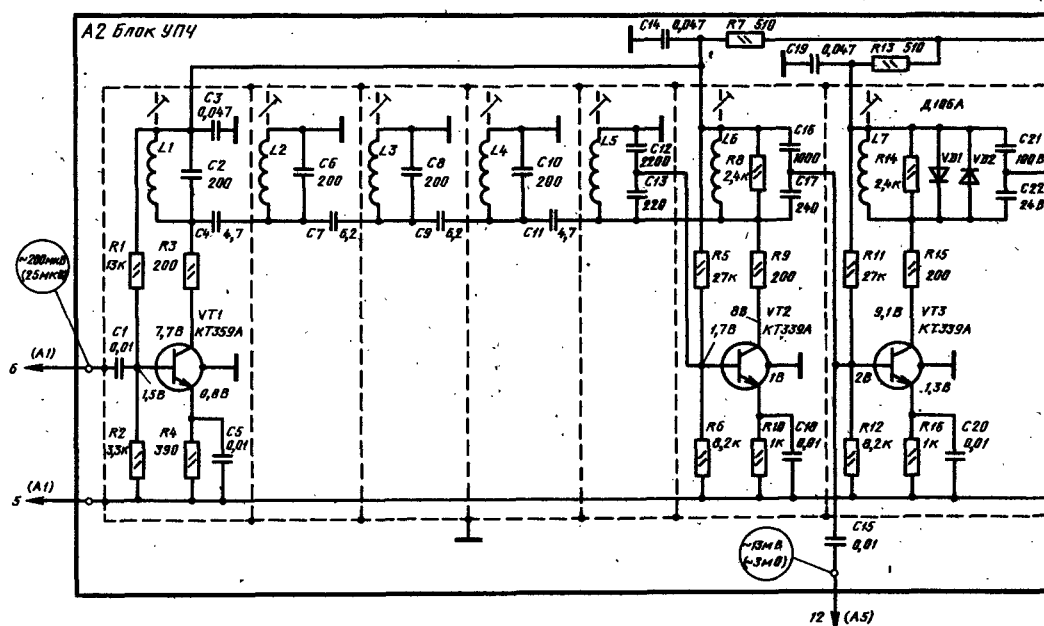 А2 Блок УПЧ
C14 0,047 R7 510
C19 0,047 R13 510
Д106А
L1
C3
0,047
C2
200
L2
C6
200
L3
C8
200
L4
C10
200
L5
C12
2200
C13
220
L6
R8
2,4к
C16
1000
C17
240
L7
R14
2,4к
VD1 VD2
C21
C22
C4 4,7
C7 6,2
C9 6,2
C11 4,7
R1
13к
R3
200
R5
27к
R9
200
R11
27к
R15
200
~200мкВ
(25мкВ)
7,7В
VT1
КТ359А
8В
VT2
КТ339А
9,1В
VT3
КТ339А
C1
0,01
1,7В
6 (А1)
1,5В
0,8В
1В
2В
1,3В
R2
3,3к
R4
390
C5
0,01
R6
8,2к
R10
1к
C18
0,01
R12
8,2к
R16
1к
C20
0,01
5 (А1)
C15
0,01
~13мВ
(~3мВ)
12 (А5)